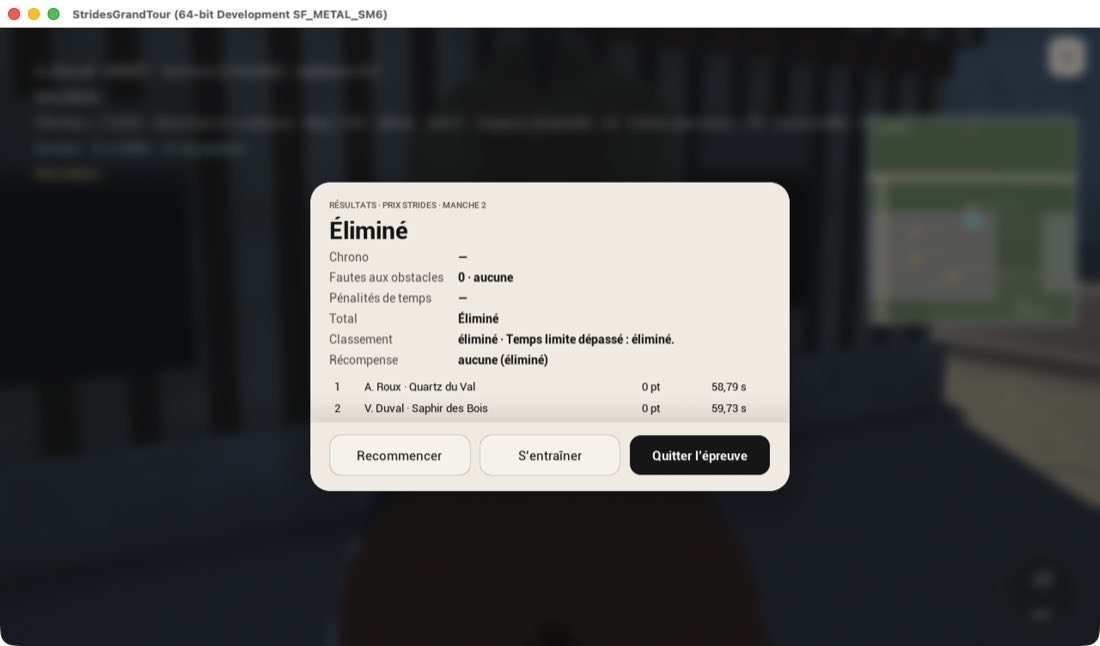 StridesGrandTour (64-bit Development SF_METAL_SM6)
RÉSULTATS · PRIX STRIDES · MANCHE 2
Éliminé
Chrono –
Fautes aux obstacles 0 · aucune
Pénalités de temps –
Total Éliminé
Classement éliminé · Temps limite dépassé : éliminé.
Récompense aucune (éliminé)
1 A. Roux · Quartz du Val 0 pt 58,79 s
2 V. Duval · Saphir des Bois 0 pt 59,73 s
Recommencer S'entraîner Quitter l'épreuve